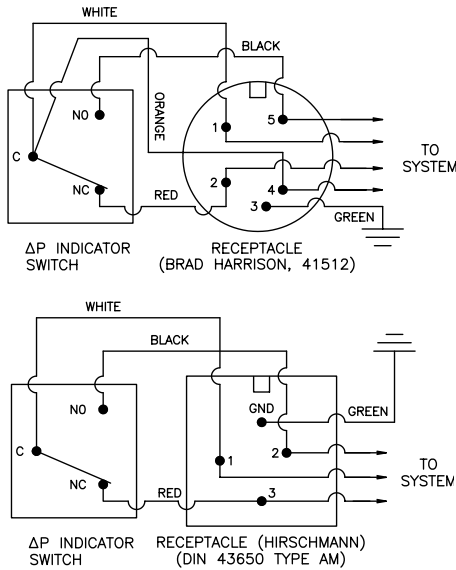 WHITE
BLACK
NO
ORANGE
1
5
C
TO
SYSTEM
NC
RED
2
4
3
GREEN
ΔP INDICATOR
SWITCH
RECEPTACLE
(BRAD HARRISON, 41512)
WHITE
BLACK
NO
GND
GREEN
C
1
2
TO
SYSTEM
NC
RED
3
ΔP INDICATOR
SWITCH
RECEPTACLE (HIRSCHMANN)
(DIN 43650 TYPE AM)